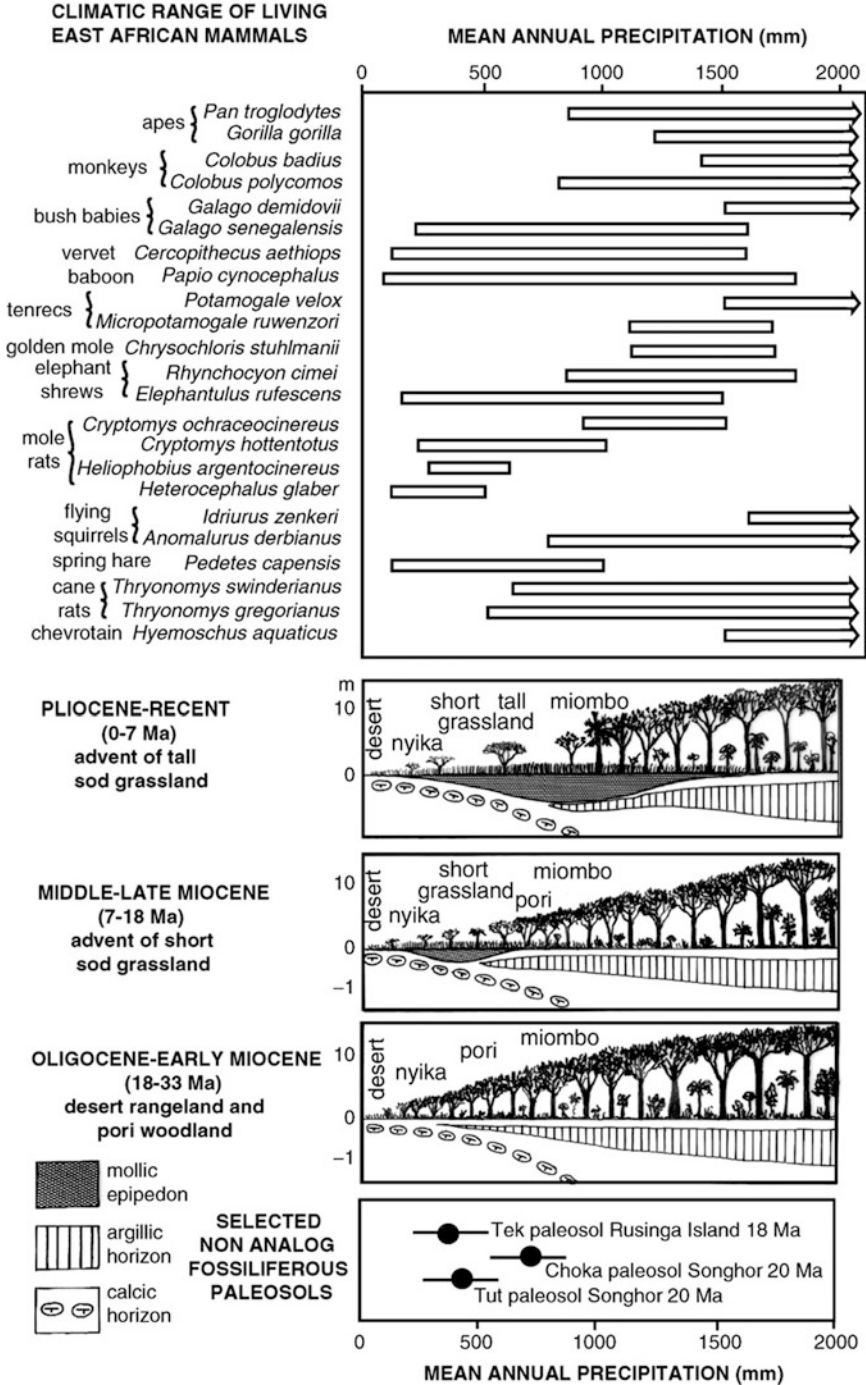 CLIMATIC RANGE OF LIVING
EAST AFRICAN MAMMALS
MEAN ANNUAL PRECIPITATION (mm)
0 500 1000 1500 2000
apes
Pan troglodytes
Gorilla gorilla
monkeys
Colobus badius
Colobus polycomos
bush babies
Galago demidovii
Galago senegalensis
vervet Cercopithecus aethiops
baboon Papio cynocephalus
tenrecs
Potamogale velox
Micropotamogale ruwenzori
golden mole Chrysochloris stuhlmanii
elephant
shrews
Rhynchocyon cimei
Elephantulus rufescens
mole
rats
Cryptomys ochraceocinereus
Cryptomys hottentotus
Heliophobius argentocinereus
Heterocephalus glaber
flying
squirrels
Idriurus zenkeri
Anomalurus derbianus
spring hare Pedetes capensis
cane
rats
Thryonomys swinderianus
Thryonomys gregorianus
chevrotain Hyemoschus aquaticus
PLIOCENE-RECENT
(0-7 Ma)
advent of tall
sod grassland
m
10
0
desert
nyika
short tall
grassland
miombo
MIDDLE-LATE MIOCENE
(7-18 Ma)
advent of short
sod grassland
10
0
−1
desert
nyika
short
grassland
pori
miombo
OLIGOCENE-EARLY MIOCENE
(18-33 Ma)
desert rangeland and
pori woodland
10
0
−1
desert
nyika
pori
miombo
mollic
epipedon
argillic
horizon
calcic
horizon
SELECTED
NON ANALOG
FOSSILIFEROUS
PALEOSOLS
Tek paleosol Rusinga Island 18 Ma
Choka paleosol Songhor 20 Ma
Tut paleosol Songhor 20 Ma
0 500 1000 1500 2000
MEAN ANNUAL PRECIPITATION (mm)